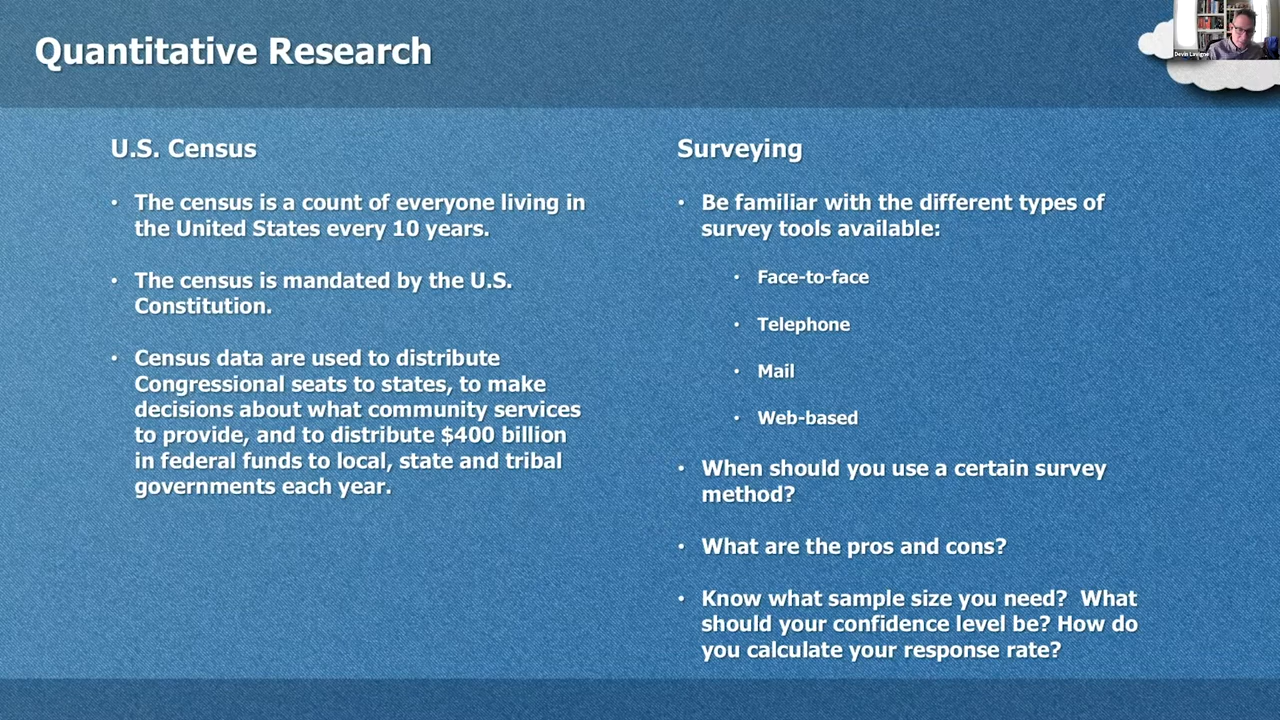 Quantitative Research
Devin Lavigne
U.S. Census
• The census is a count of everyone living in
the United States every 10 years.
• The census is mandated by the U.S.
Constitution.
• Census data are used to distribute
Congressional seats to states, to make
decisions about what community services
to provide, and to distribute $400 billion
in federal funds to local, state and tribal
governments each year.
Surveying
• Be familiar with the different types of
survey tools available:
• Face-to-face
• Telephone
• Mail
• Web-based
• When should you use a certain survey
method?
• What are the pros and cons?
• Know what sample size you need?  What
should your confidence level be? How do
you calculate your response rate?